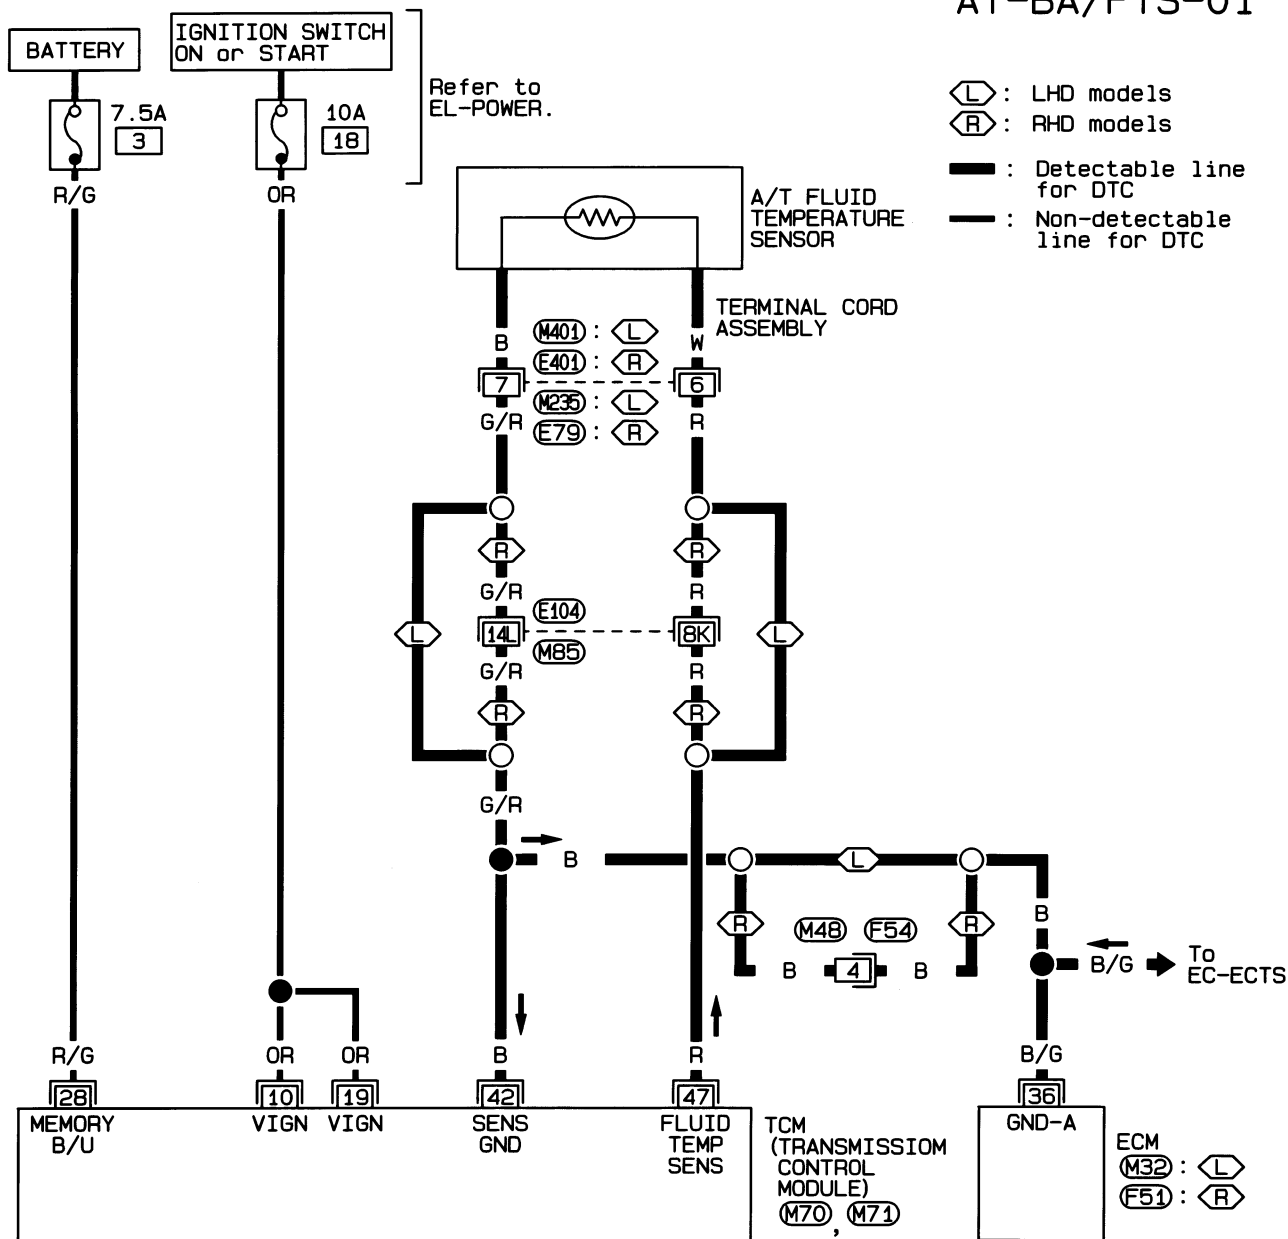 AT-BA/FTS-01
BATTERY
IGNITION SWITCH
ON or START
Refer to
EL-POWER.
7.5A
3
10A
18
R/G
OR
L : LHD models
R : RHD models
: Detectable line
for DTC
: Non-detectable
line for DTC
A/T FLUID
TEMPERATURE
SENSOR
TERMINAL CORD
ASSEMBLY
B
M401 : L
W
E401 : R
7
6
G/R
M235 : L
R
E79 : R
R
R
G/R
R
E104
L
14L
8K
L
M85
G/R
R
R
R
G/R
B
L
R
M48
F54
R
B
B
4
B
B/G
To
EC-ECTS
R/G
OR
OR
B
R
B/G
28
10
19
42
47
36
MEMORY
B/U
VIGN
VIGN
SENS
GND
FLUID
TEMP
SENS
TCM
(TRANSMISSIOM
CONTROL
MODULE)
M70 , M71
GND-A
ECM
M32 : L
F51 : R